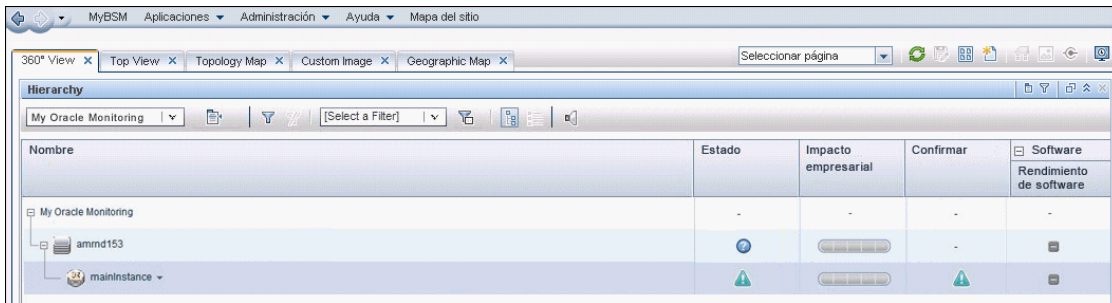 MyBSM Aplicaciones Administración Ayuda Mapa del sitio
360° View Top View Topology Map Custom Image Geographic Map Seleccionar página
Hierarchy
My Oracle Monitoring [Select a Filter]
Nombre Estado Impacto empresarial Confirmar Software
Rendimiento de software
My Oracle Monitoring - - - -
amrnd153 -
mainInstance